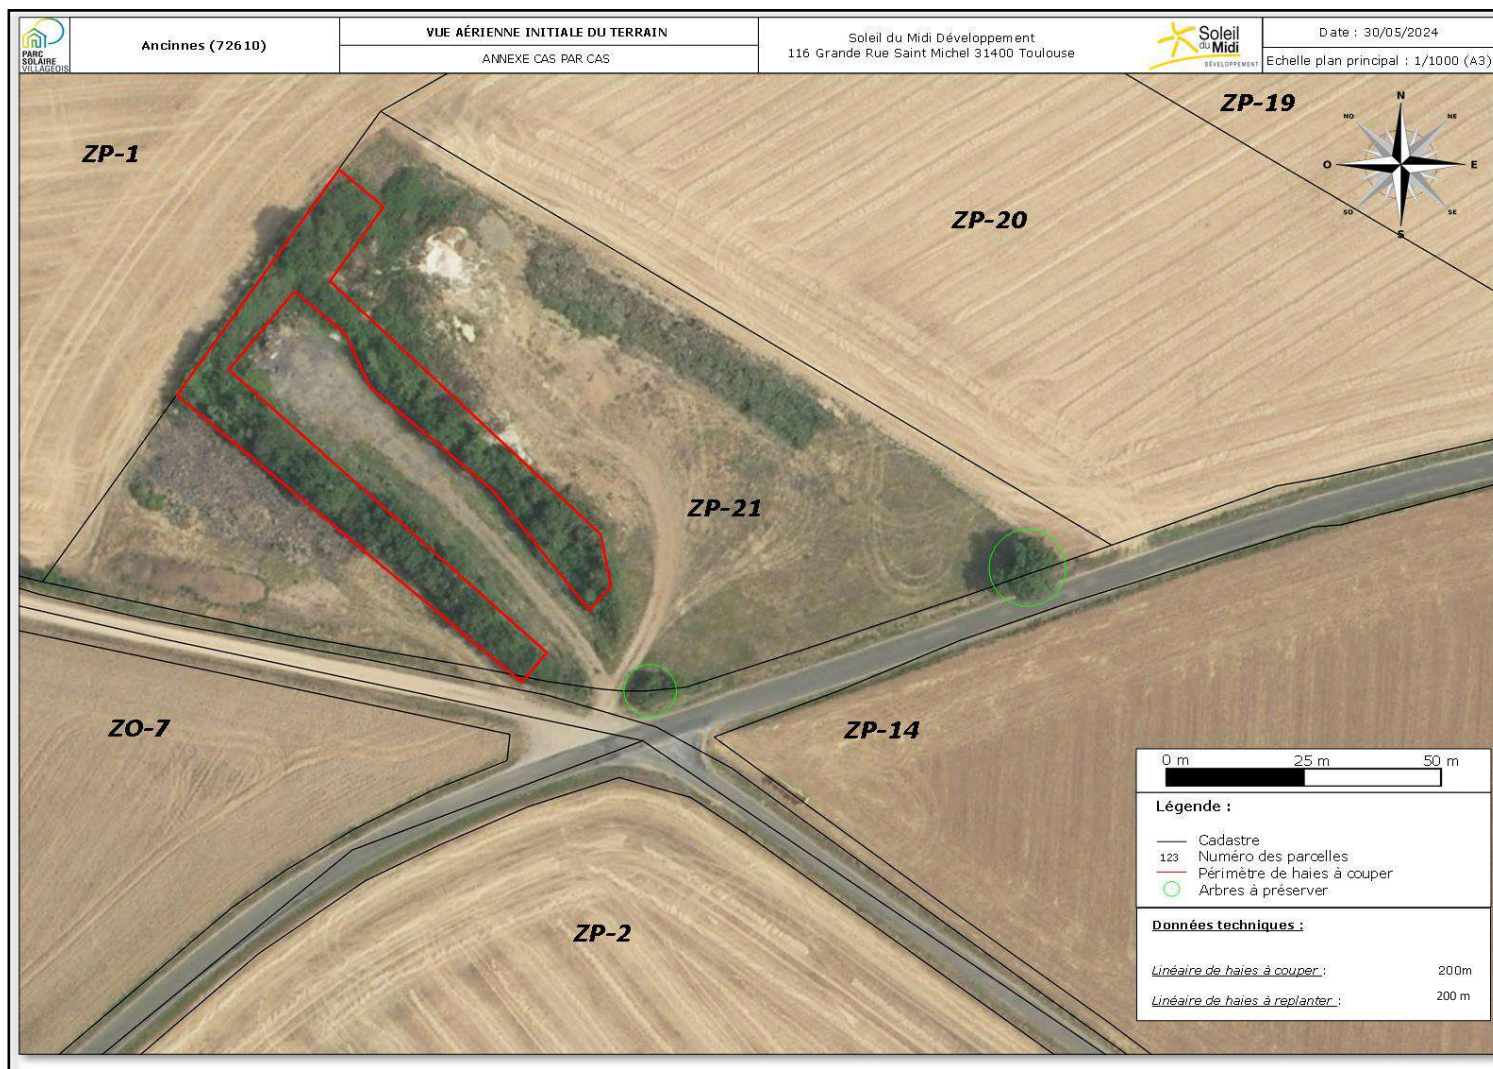 PARC
SOLAIRE
VILLAGEOIS
Ancinnes (72610)
VUE AÉRIENNE INITIALE DU TERRAIN
ANNEXE CAS PAR CAS
Soleil du Midi Développement
116 Grande Rue Saint Michel 31400 Toulouse
Soleil
du Midi
DÉVELOPPEMENT
Date : 30/05/2024
Echelle plan principal : 1/1000 (A3)
ZP-1
ZP-19
N
NO
NE
O
E
SO
SE
S
ZP-20
ZP-21
ZO-7
ZP-14
ZP-2
0 m 25 m 50 m
Légende :
Cadastre
123 Numéro des parcelles
Périmètre de haies à couper
Arbres à préserver
Données techniques :
Linéaire de haies à couper : 200m
Linéaire de haies à replanter : 200 m